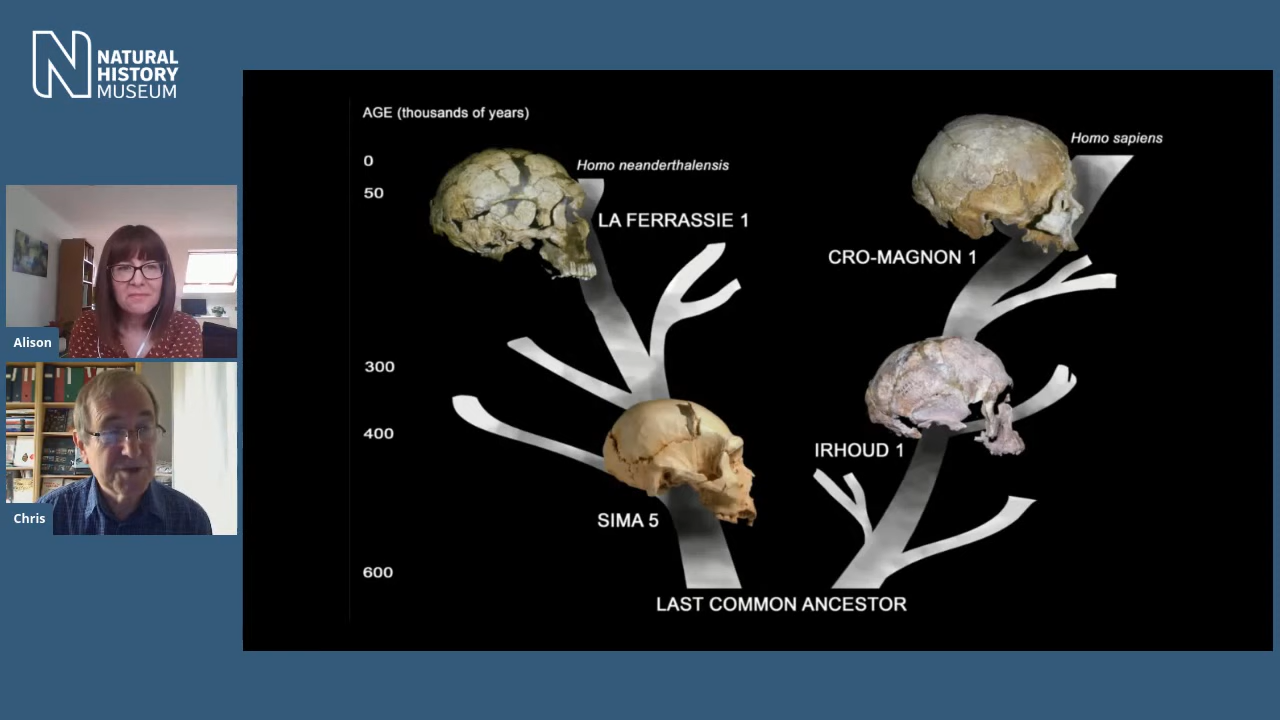 NATURAL
HISTORY
MUSEUM
AGE (thousands of years)
0
50
300
400
600
Homo neanderthalensis
LA FERRASSIE 1
Homo sapiens
CRO-MAGNON 1
IRHOUD 1
SIMA 5
LAST COMMON ANCESTOR
Alison
Chris